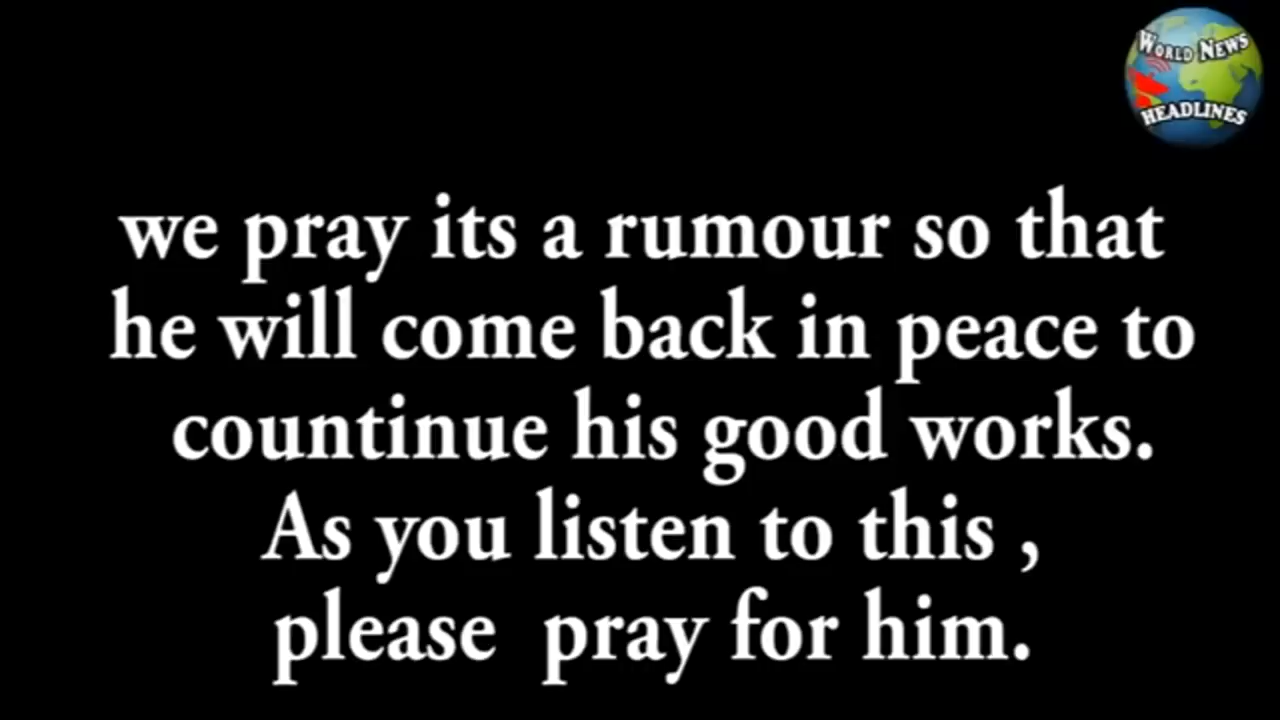 WORLD NEWS
HEADLINES
we pray its a rumour so that
he will come back in peace to
countinue his good works.
As you listen to this ,
please  pray for him.